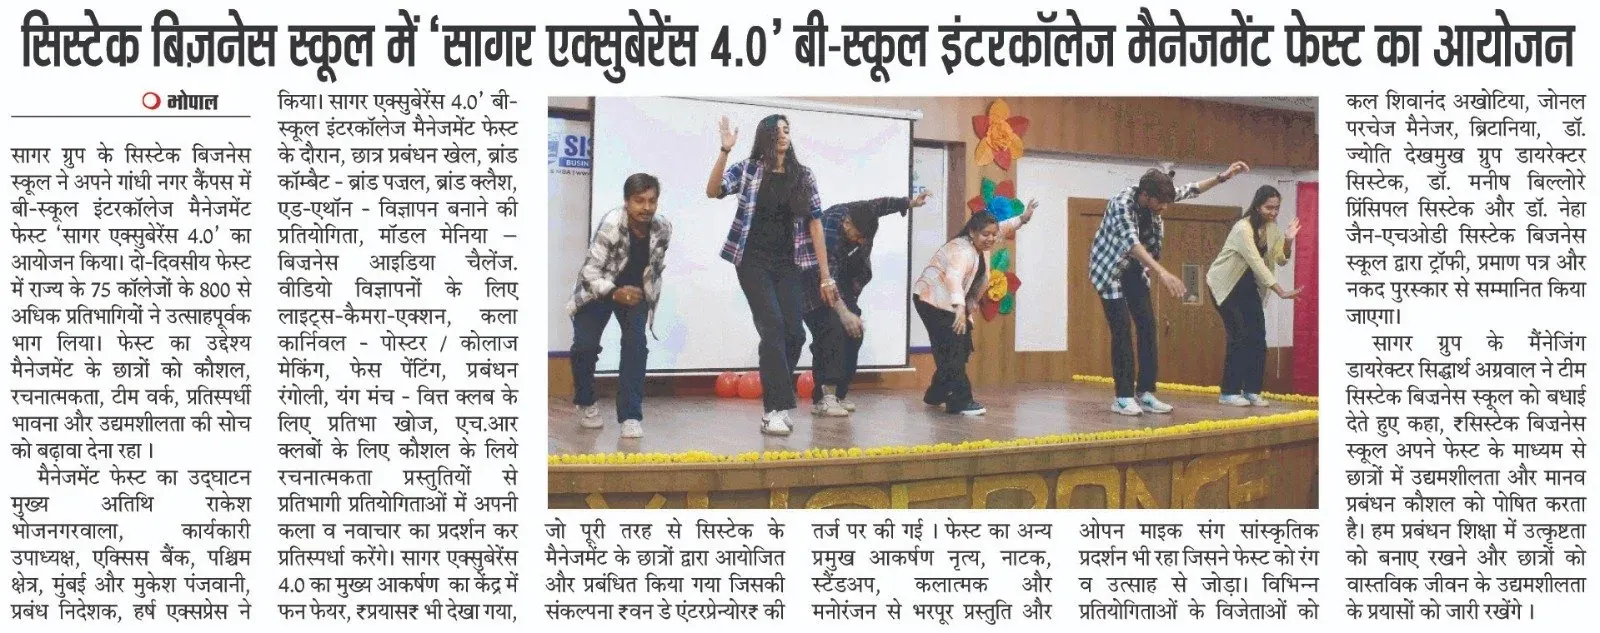 सिस्टेक बिज़नेस स्कूल में ‘सागर एक्सुबेरेंस 4.0’ बी-स्कूल इंटरकॉलेज मैनेजमेंट फेस्ट का आयोजन
भोपाल
सागर ग्रुप के सिस्टेक बिजनेस
स्कूल ने अपने गांधी नगर कैंपस में
बी-स्कूल इंटरकॉलेज मैनेजमेंट
फेस्ट ‘सागर एक्सुबेरेंस 4.0’ का
आयोजन किया। दो-दिवसीय फेस्ट
में राज्य के 75 कॉलेजों के 800 से
अधिक प्रतिभागियों ने उत्साहपूर्वक
भाग लिया। फेस्ट का उद्देश्य
मैनेजमेंट के छात्रों को कौशल,
रचनात्मकता, टीम वर्क, प्रतिस्पर्धी
भावना और उद्यमशीलता की सोच
को बढ़ावा देना रहा ।
मैनेजमेंट फेस्ट का उद्घाटन
मुख्य अतिथि राकेश
भोजनगरवाला, कार्यकारी
उपाध्यक्ष, एक्सिस बैंक, पश्चिम
क्षेत्र, मुंबई और मुकेश पंजवानी,
प्रबंध निदेशक, हर्ष एक्सप्रेस ने
किया। सागर एक्सुबेरेंस 4.0’ बी-
स्कूल इंटरकॉलेज मैनेजमेंट फेस्ट
के दौरान, छात्र प्रबंधन खेल, ब्रांड
कॉम्बैट - ब्रांड पज़ल, ब्रांड क्लैश,
एड-एथॉन - विज्ञापन बनाने की
प्रतियोगिता, मॉडल मेनिया –
बिज़नेस आइडिया चैलेंज.
वीडियो विज्ञापनों के लिए
लाइट्स-कैमरा-एक्शन, कला
कार्निवल - पोस्टर / कोलाज
मेकिंग, फेस पेंटिंग, प्रबंधन
रंगोली, यंग मंच - वित्त क्लब के
लिए प्रतिभा खोज, एच.आर
क्लबों के लिए कौशल के लिये
रचनात्मकता प्रस्तुतियों से
प्रतिभागी प्रतियोगिताओं में अपनी
कला व नवाचार का प्रदर्शन कर
प्रतिस्पर्धा करेंगे। सागर एक्सुबेरेंस
4.0 का मुख्य आकर्षण का केंद्र में
फन फेयर, ₹प्रयास₹ भी देखा गया,
SIS
BUSINE
जो पूरी तरह से सिस्टेक के
मैनेजमेंट के छात्रों द्वारा आयोजित
और प्रबंधित किया गया जिसकी
संकल्पना ₹वन डे एंटरप्रेन्योर₹ की
तर्ज पर की गई । फेस्ट का अन्य
प्रमुख आकर्षण नृत्य, नाटक,
स्टैंडअप, कलात्मक और
मनोरंजन से भरपूर प्रस्तुति और
ओपन माइक संग सांस्कृतिक
प्रदर्शन भी रहा जिसने फेस्ट को रंग
व उत्साह से जोड़ा। विभिन्न
प्रतियोगिताओं के विजेताओं को
कल शिवानंद अखोटिया, जोनल
परचेज मैनेजर, ब्रिटानिया, डॉ.
ज्योति देखमुख ग्रुप डायरेक्टर
सिस्टेक, डॉ. मनीष बिल्लोरे
प्रिंसिपल सिस्टेक और डॉ. नेहा
जैन-एचओडी सिस्टेक बिजनेस
स्कूल द्वारा ट्रॉफी, प्रमाण पत्र और
नकद पुरस्कार से सम्मानित किया
जाएगा।
सागर ग्रुप के मैंनेजिंग
डायरेक्टर सिद्धार्थ अग्रवाल ने टीम
सिस्टेक बिज़नेस स्कूल को बधाई
देते हुए कहा, ₹सिस्टेक बिज़नेस
स्कूल अपने फेस्ट के माध्यम से
छात्रों में उद्यमशीलता और मानव
प्रबंधन कौशल को पोषित करता
है। हम प्रबंधन शिक्षा में उत्कृष्टता
को बनाए रखने और छात्रों को
वास्तविक जीवन के उद्यमशीलता
के प्रयासों को जारी रखेंगे ।